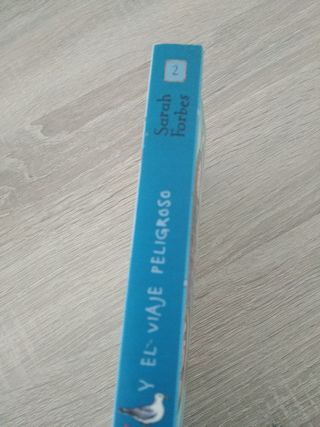 2
Sarah
Forbes
Y EL VIAJE PELIGROSO